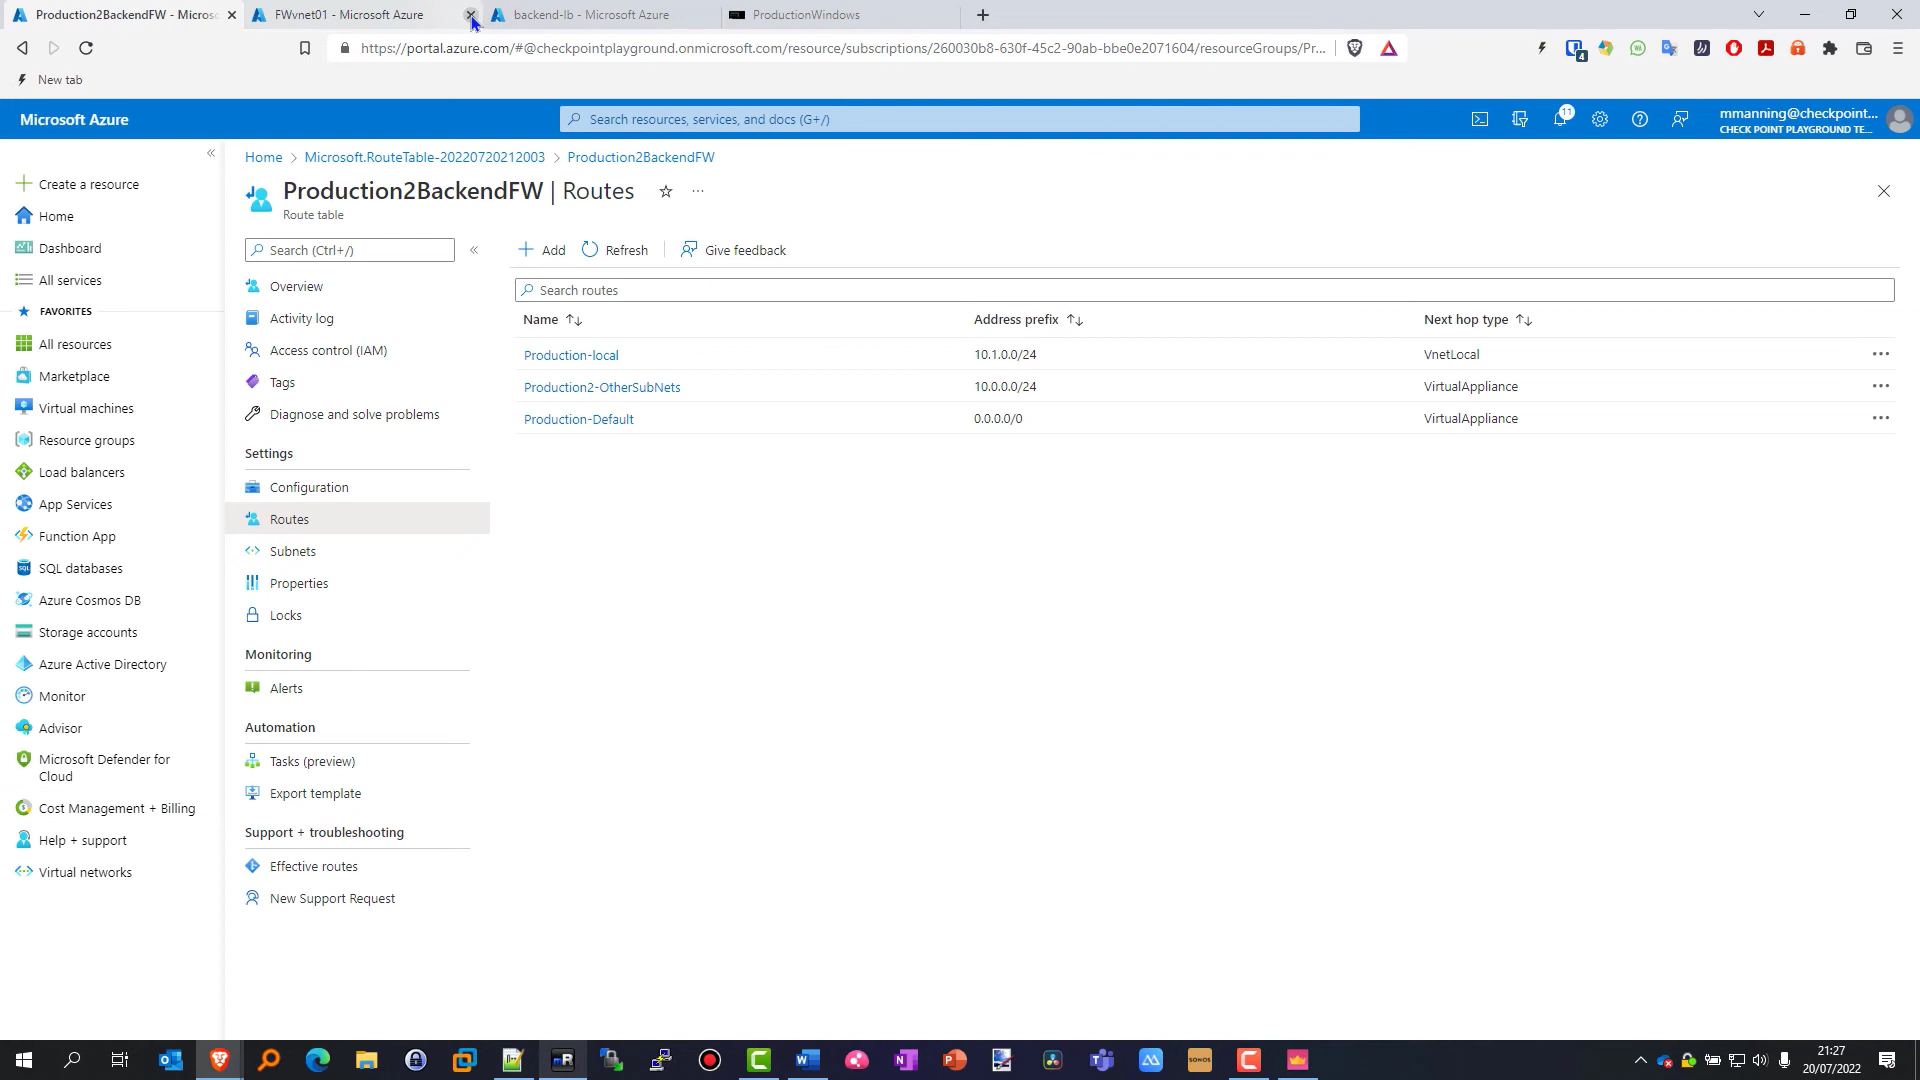 Production2BackendFW - Microso
FWvnet01 - Microsoft Azure
backend-lb - Microsoft Azure
ProductionWindows
https://portal.azure.com/#@checkpointplayground.onmicrosoft.com/resource/subscriptions/260030b8-630f-45c2-90ab-bbe0e2071604/resourceGroups/Pr...
4
New tab
Microsoft Azure
Search resources, services, and docs (G+/)
11
mmanning@checkpoint...
CHECK POINT PLAYGROUND TE...
Create a resource
Home
Dashboard
All services
FAVORITES
All resources
Marketplace
Virtual machines
Resource groups
Load balancers
App Services
Function App
SQL databases
Azure Cosmos DB
Storage accounts
Azure Active Directory
Monitor
Advisor
Microsoft Defender for
Cloud
Cost Management + Billing
Help + support
Virtual networks
Home > Microsoft.RouteTable-20220720212003 > Production2BackendFW
Production2BackendFW | Routes
Route table
Search (Ctrl+/)
Overview
Activity log
Access control (IAM)
Tags
Diagnose and solve problems
Settings
Configuration
Routes
Subnets
Properties
Locks
Monitoring
Alerts
Automation
Tasks (preview)
Export template
Support + troubleshooting
Effective routes
New Support Request
Add
Refresh
Give feedback
Search routes
Name Address prefix Next hop type
Production-local 10.1.0.0/24 VnetLocal
Production2-OtherSubNets 10.0.0.0/24 VirtualAppliance
Production-Default 0.0.0.0/0 VirtualAppliance
SONOS
21:27
20/07/2022